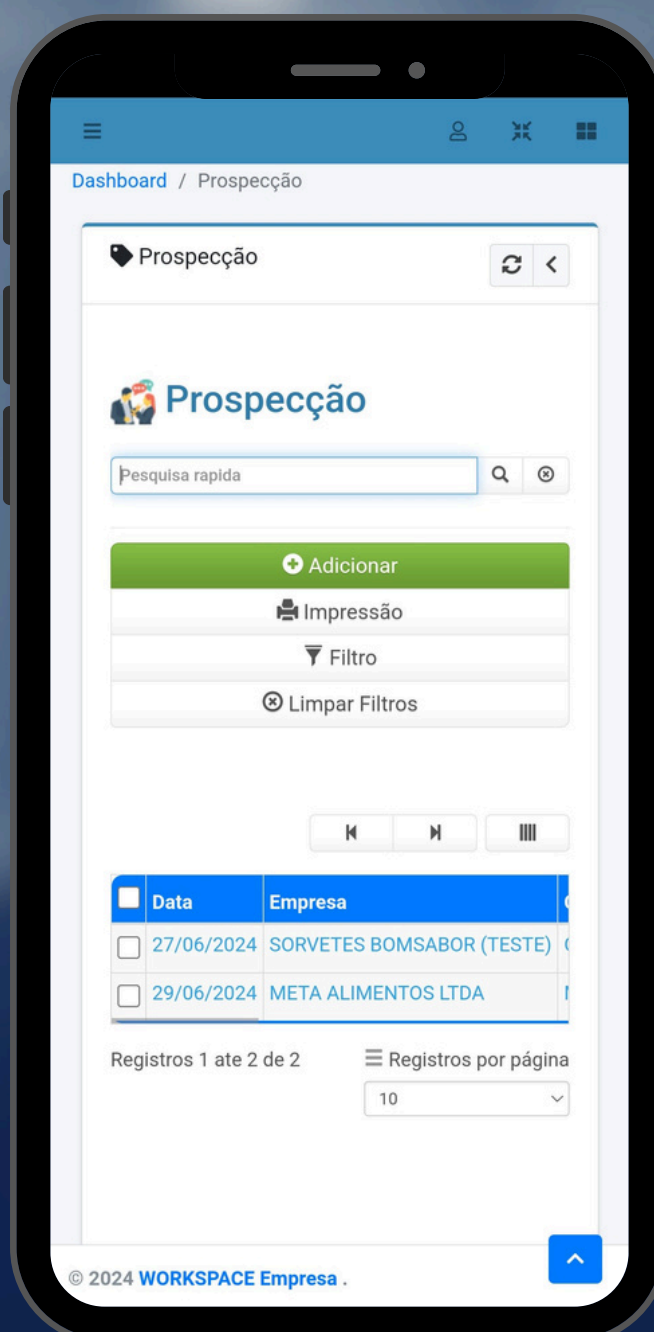 Dashboard / Prospecção
Prospecção
Prospecção
Pesquisa rapida
Adicionar
Impressão
Filtro
Limpar Filtros
Data Empresa
27/06/2024 SORVETES BOMSABOR (TESTE)
29/06/2024 META ALIMENTOS LTDA
Registros 1 ate 2 de 2 Registros por página
10
© 2024 WORKSPACE Empresa .